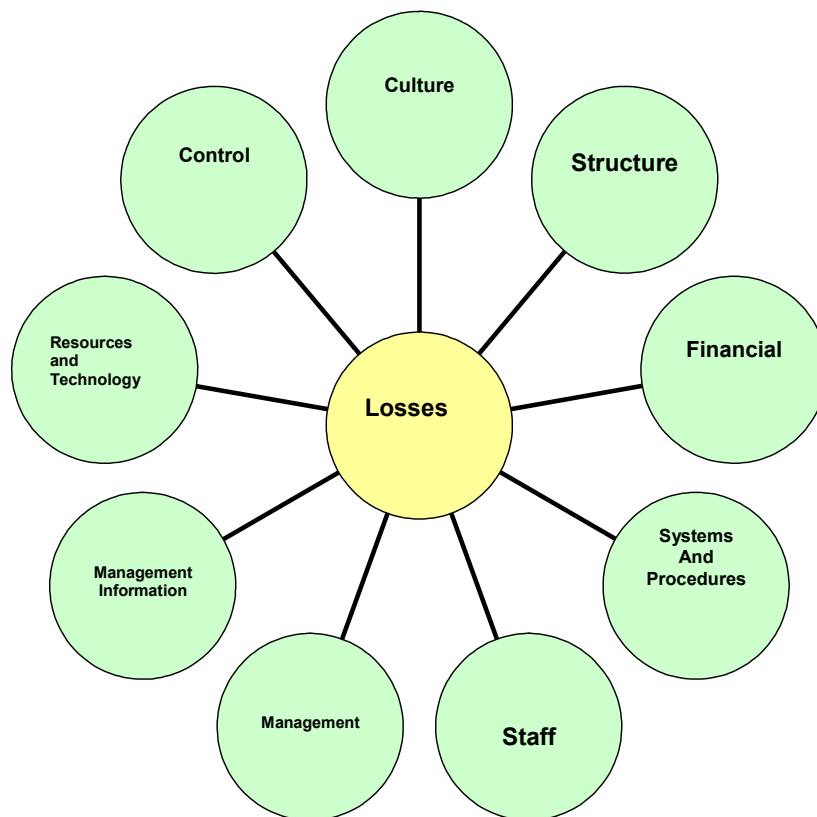 Culture
Control
Structure
Resources
and
Technology
Financial
Losses
Systems
And
Procedures
Management
Information
Management
Staff